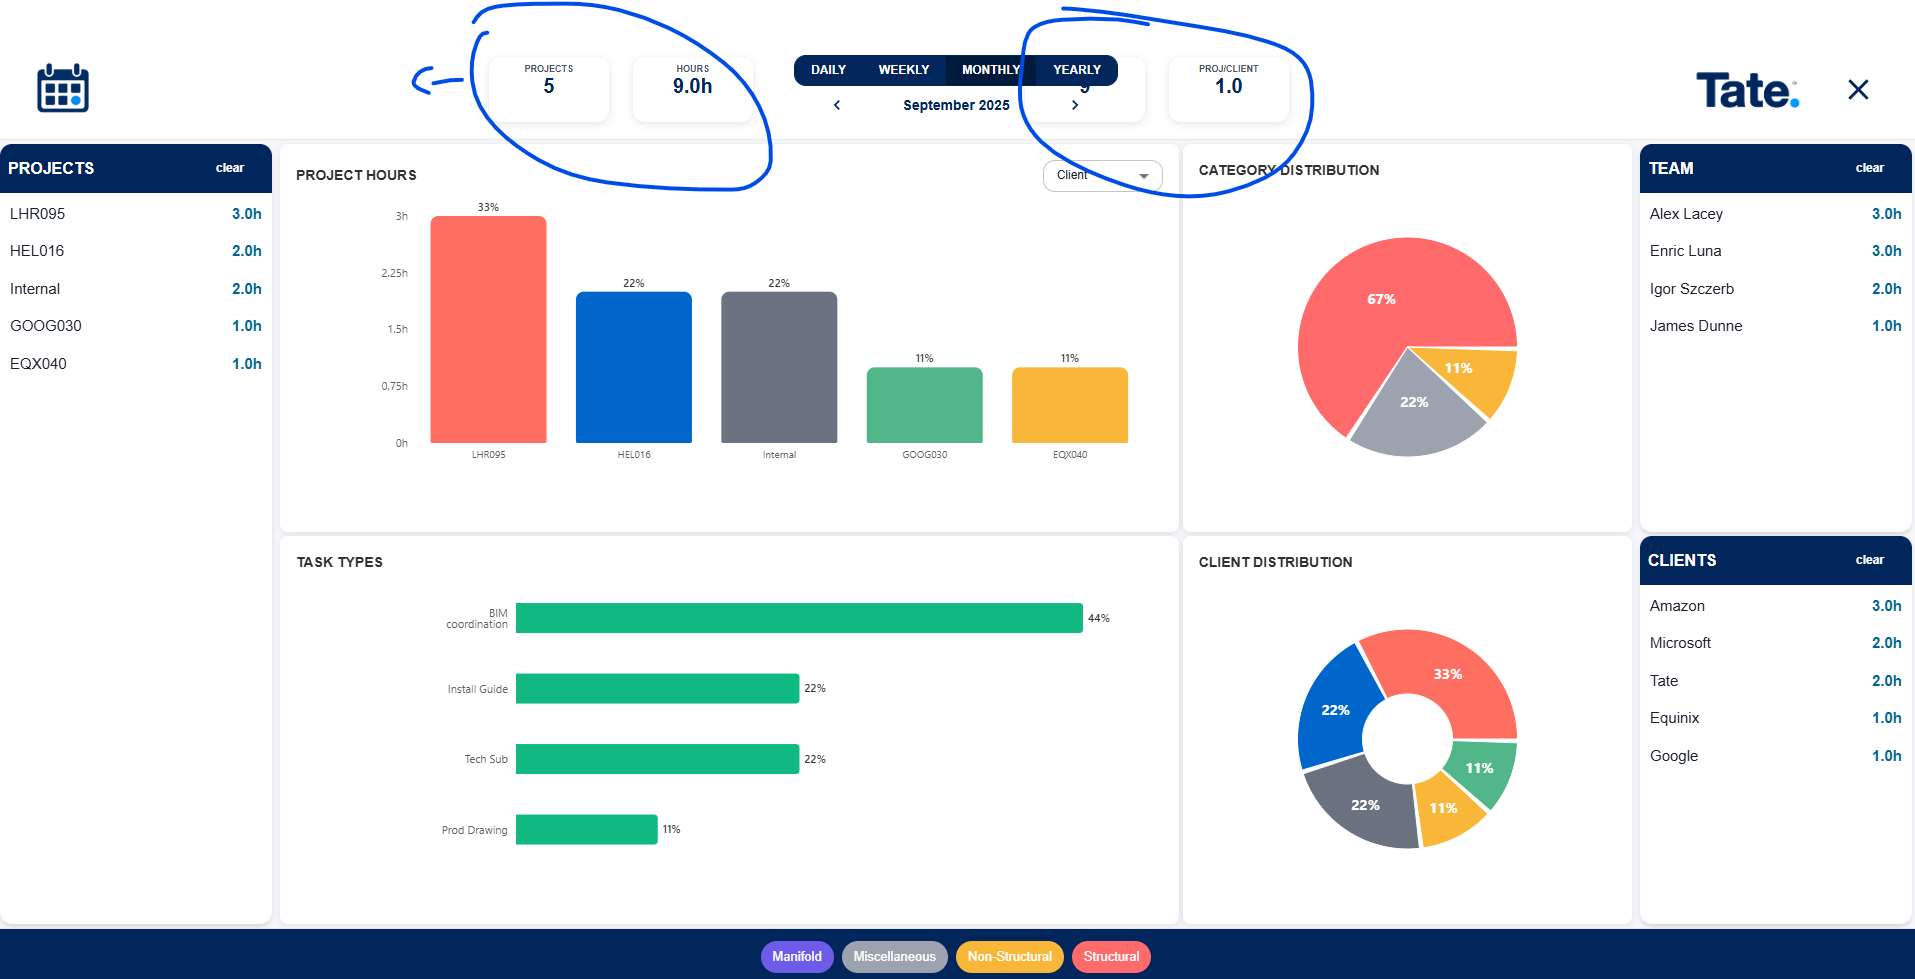 PROJECTS
5
HOURS
9.0h
DAILY WEEKLY MONTHLY YEARLY
9
< September 2025 >
PROJ/CLIENT
1.0
Tate.
PROJECTS clear
LHR095 3.0h
HEL016 2.0h
Internal 2.0h
GOOG030 1.0h
EQX040 1.0h
PROJECT HOURS
Client
3h
2.25h
1.5h
0.75h
0h
33%
22%
22%
11%
11%
LHR095
HEL016
Internal
GOOG030
EQX040
CATEGORY DISTRIBUTION
67%
11%
22%
TEAM clear
Alex Lacey 3.0h
Enric Luna 3.0h
Igor Szczerb 2.0h
James Dunne 1.0h
TASK TYPES
BIM
coordination
44%
Install Guide 22%
Tech Sub 22%
Prod Drawing 11%
CLIENT DISTRIBUTION
33%
22%
11%
22%
11%
CLIENTS clear
Amazon 3.0h
Microsoft 2.0h
Tate 2.0h
Equinix 1.0h
Google 1.0h
Manifold
Miscellaneous
Non-Structural
Structural